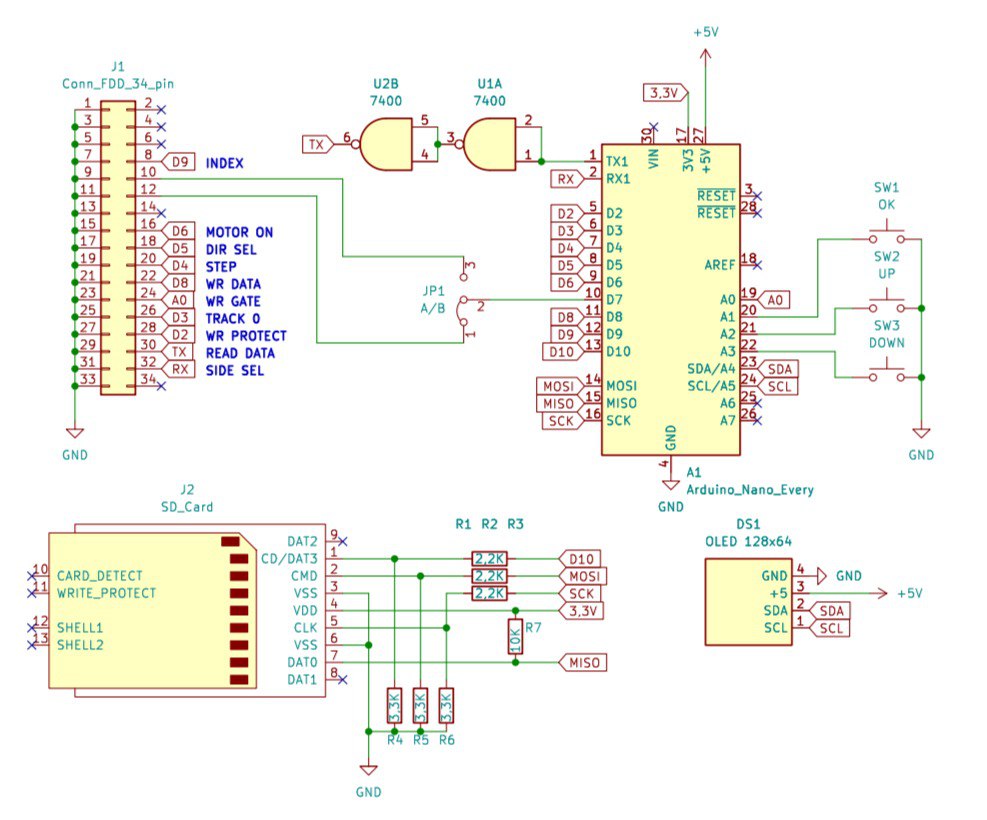 J1
Conn_FDD_34_pin
1 2
3 4
5 6
7 8 D9 INDEX
9 10
11 12
13 14
15 16 D6 MOTOR ON
17 18 D5 DIR SEL
19 20 D4 STEP
21 22 D8 WR DATA
23 24 A0 WR GATE
25 26 D3 TRACK 0
27 28 D2 WR PROTECT
29 30 TX READ DATA
31 32 RX SIDE SEL
33 34
GND
U2B
7400
TX 6 5
4
U1A
7400
3 2
1
JP1
A/B
3
2
1
+5V
3,3V
30 17 27
VIN 3V3 +5V
1 TX1
RX 2 RX1
D2 5 D2
D3 6 D3
D4 7 D4
D5 8 D5
D6 9 D6
10 D7
D8 11 D8
D9 12 D9
D10 13 D10
MOSI 14 MOSI
MISO 15 MISO
SCK 16 SCK
RESET 3
RESET 28
AREF 18
A0 19 A0
A1 20
A2 21
A3 22
SDA/A4 23 SDA
SCL/A5 24 SCL
A6 25
A7 26
GND
4
GND
A1
Arduino_Nano_Every
SW1
OK
SW2
UP
SW3
DOWN
GND
J2
SD_Card
10 CARD_DETECT
11 WRITE_PROTECT
12 SHELL1
13 SHELL2
DAT2 9
CD/DAT3 1
CMD 2
VSS 3
VDD 4
CLK 5
VSS 6
DAT0 7
DAT1 8
R1 R2 R3
2,2K D10
2,2K MOSI
2,2K SCK
3,3V
10K R7
MISO
3,3K 3,3K 3,3K
R4 R5 R6
GND
DS1
OLED 128x64
GND 4 GND
+5 3 +5V
SDA 2 SDA
SCL 1 SCL